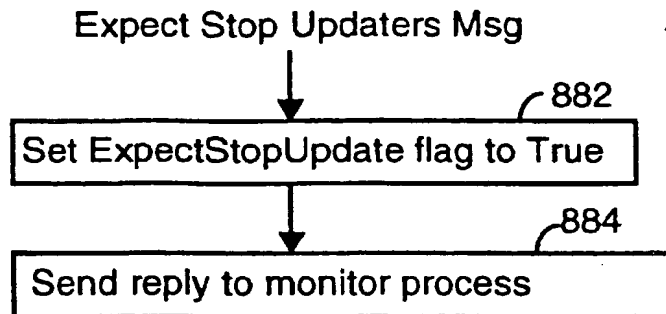 Expect Stop Updaters Msg
882
Set ExpectStopUpdate flag to True
884
Send reply to monitor process